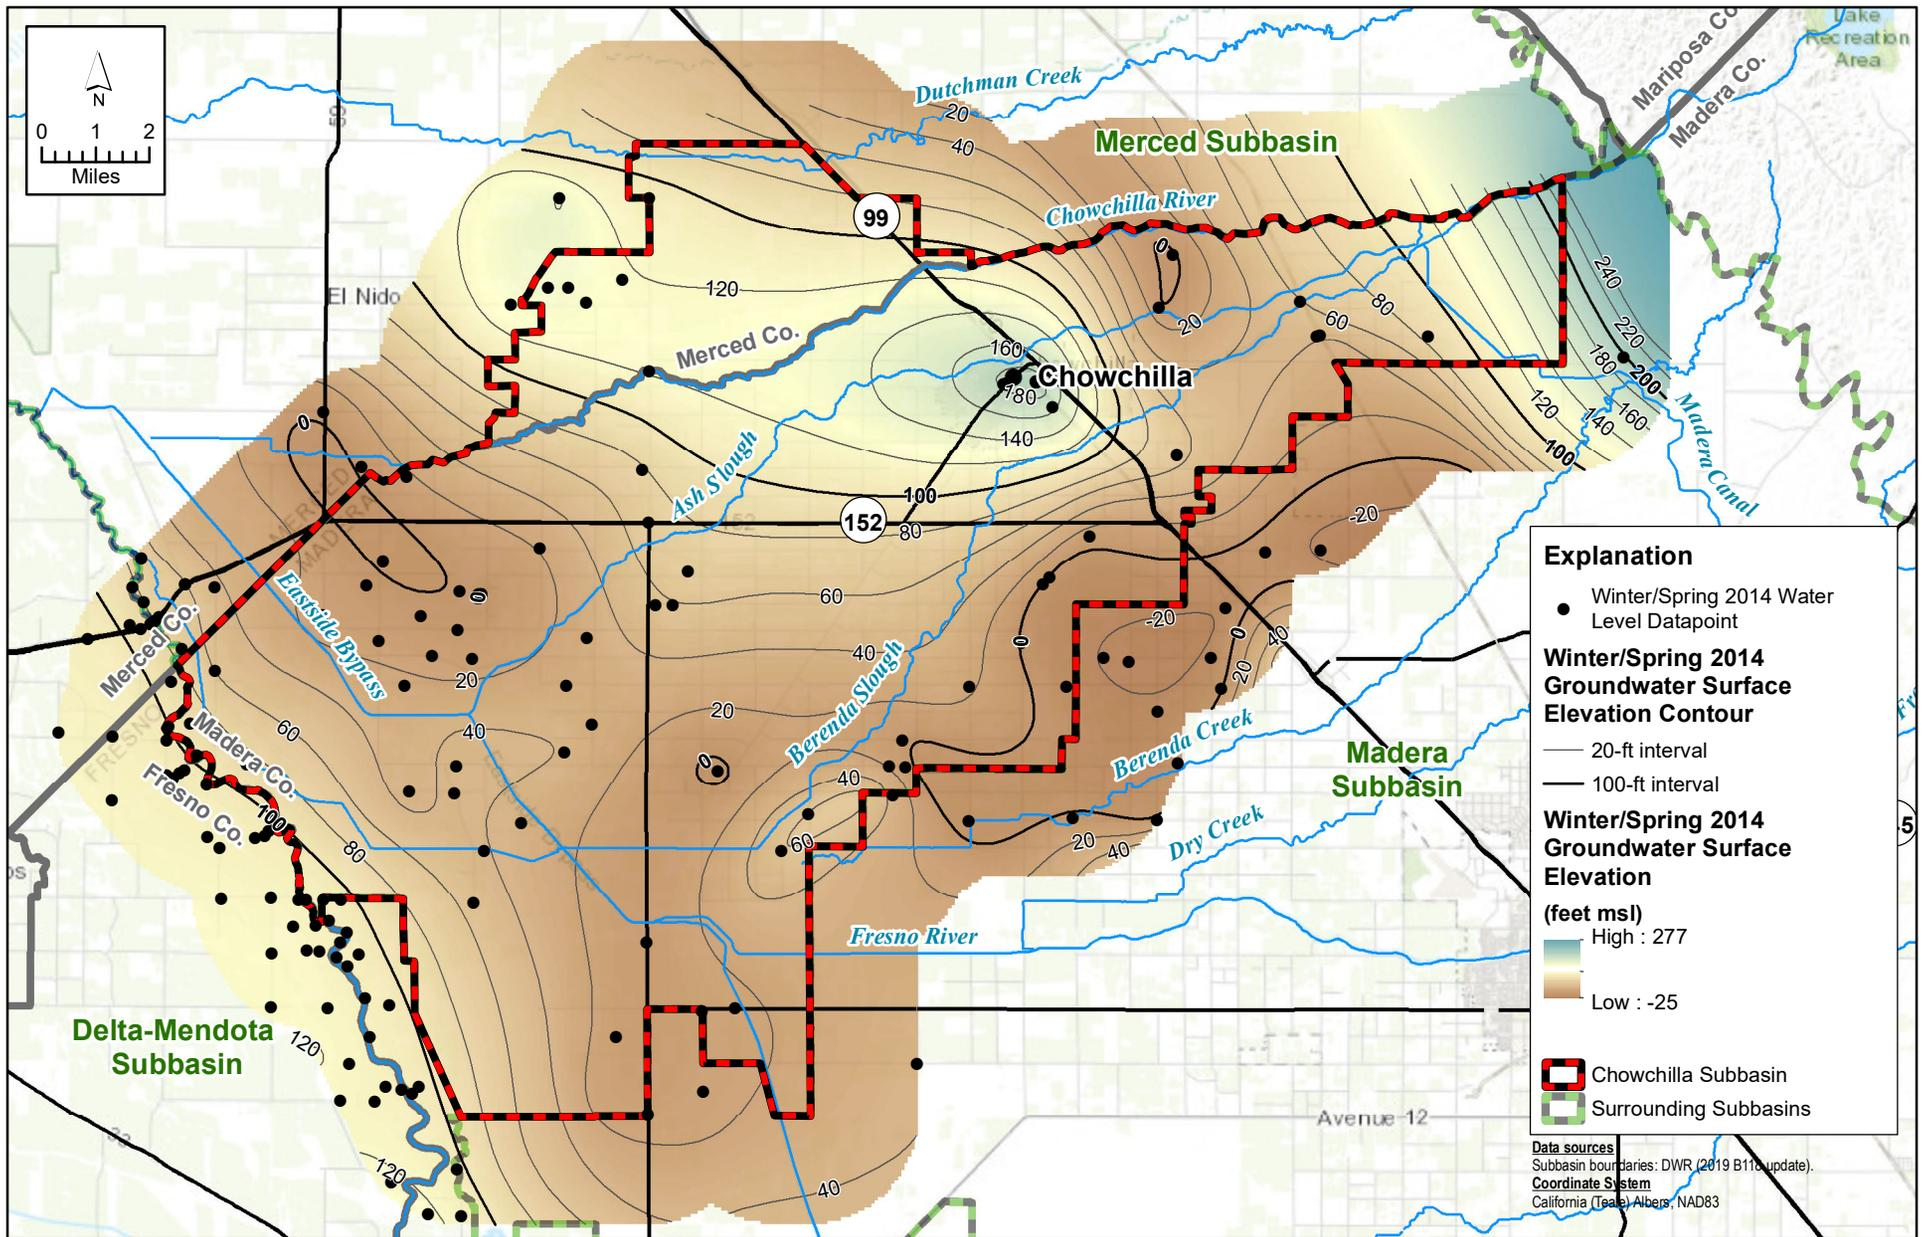 N
0 1 2
Miles
59
Dutchman Creek
20
40
Merced Subbasin
Mariposa Co.
Madera Co.
Lake
Recreation
Area
Chowchilla River
99
El Nido
120
Merced Co.
0
20
80
60
240
220
180
200
160
160
180
Chowchilla
140
120
140
160
100
Madera Canal
0
Ash Slough
100
152
152
80
MERCED
MADERA
-20
Eastside Bypass
0
60
0
-20
0
40
20
40
20
Berenda Slough
20
40
0
Merced Co.
FRESNO
60
Madera Co.
Fresno Co.
100
80
40
60
Berenda Creek
20
40
Dry Creek
Madera
Subbasin
Fresno River
Delta-Mendota
Subbasin
120
120
40
33
Avenue 12
Explanation
Winter/Spring 2014 Water
Level Datapoint
Winter/Spring 2014
Groundwater Surface
Elevation Contour
20-ft interval
100-ft interval
Winter/Spring 2014
Groundwater Surface
Elevation
(feet msl)
High : 277
Low : -25
Chowchilla Subbasin
Surrounding Subbasins
Data sources
Subbasin boundaries: DWR (2019 B118 update).
Coordinate System
California (Teale) Albers, NAD83